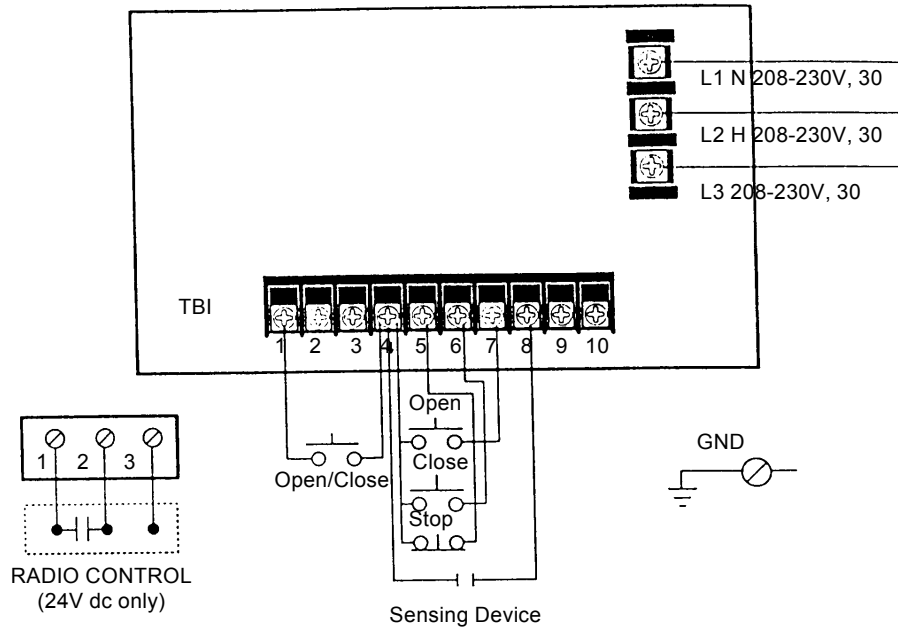 L1 N 208-230V, 30
L2 H 208-230V, 30
L3 208-230V, 30
TBI
1 2 3 4 5 6 7 8 9 10
Open
Close
Open/Close
Stop
GND
1 2 3
RADIO CONTROL
(24V dc only)
Sensing Device